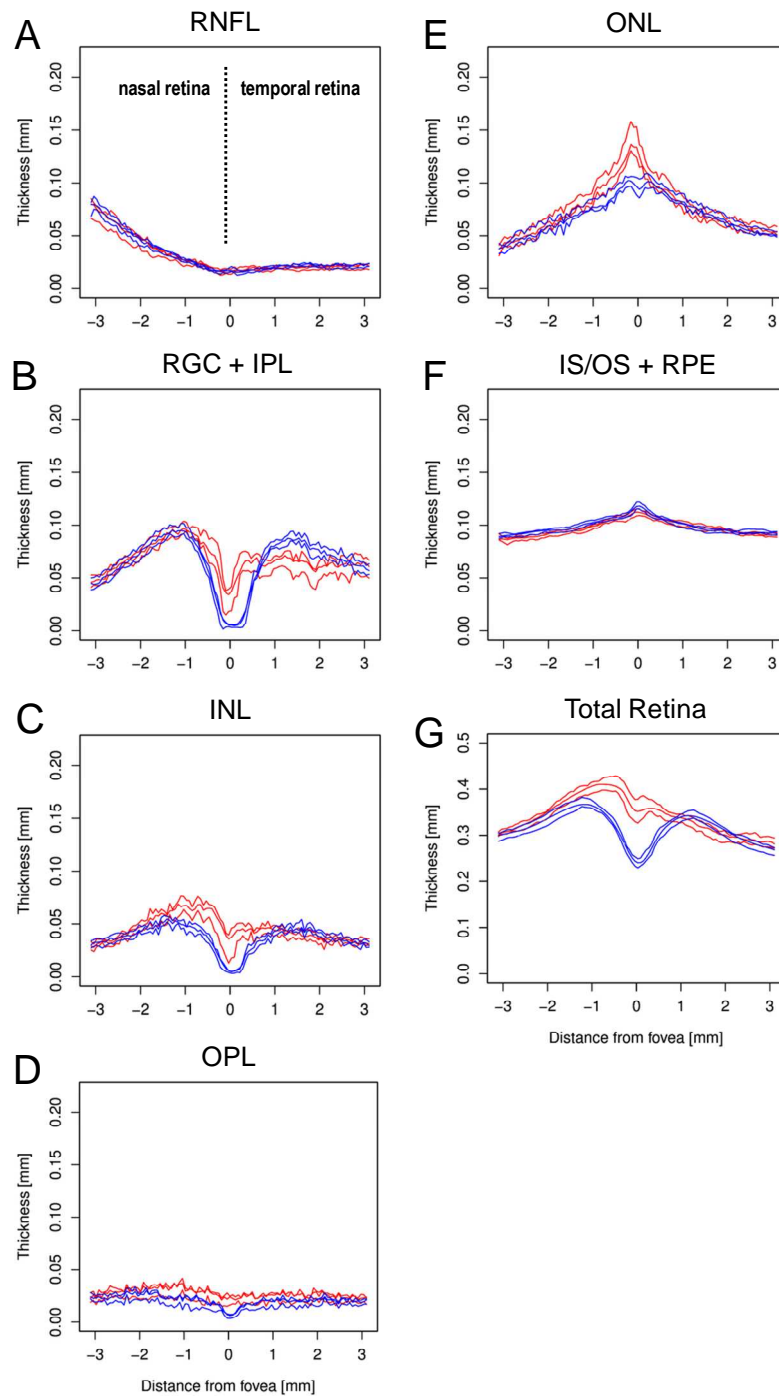 A
RNFL
nasal retina
temporal retina
Thickness [mm]
0.00 0.05 0.10 0.15 0.20
−3 −2 −1 0 1 2 3
B
RGC + IPL
Thickness [mm]
0.00 0.05 0.10 0.15 0.20
−3 −2 −1 0 1 2 3
C
INL
Thickness [mm]
0.00 0.05 0.10 0.15 0.20
−3 −2 −1 0 1 2 3
D
OPL
Thickness [mm]
0.00 0.05 0.10 0.15 0.20
−3 −2 −1 0 1 2 3
Distance from fovea [mm]
E
ONL
Thickness [mm]
0.00 0.05 0.10 0.15 0.20
−3 −2 −1 0 1 2 3
F
IS/OS + RPE
Thickness [mm]
0.00 0.05 0.10 0.15 0.20
−3 −2 −1 0 1 2 3
G
Total Retina
Thickness [mm]
0.0 0.1 0.2 0.3 0.4 0.5
−3 −2 −1 0 1 2 3
Distance from fovea [mm]